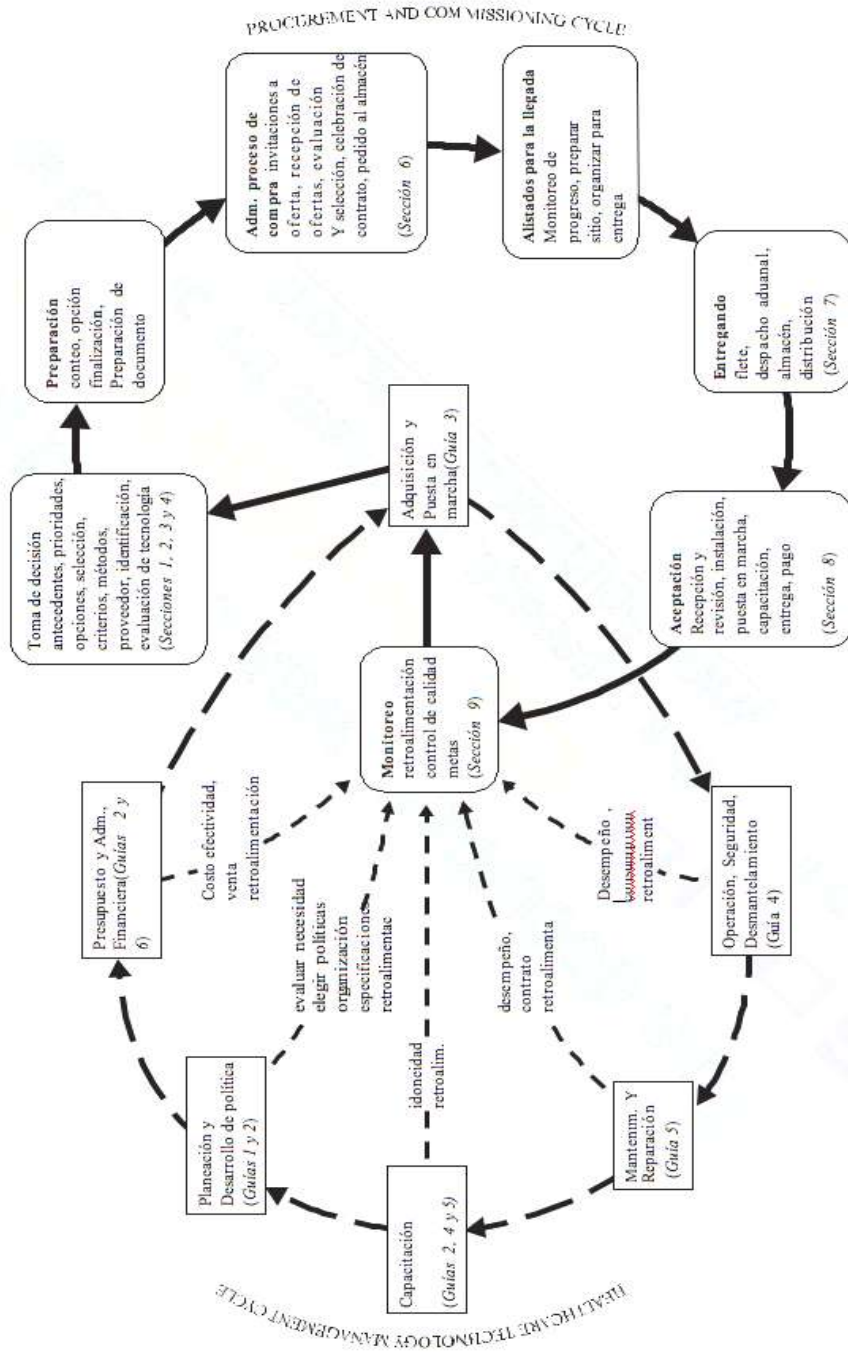 HEALTHCARE TECHNOLOGY MANAGEMENT CYCLE
PROCUREMENT AND COMMISSIONING CYCLE
Planeación y
Desarrollo de política
(Guías 1 y 2)
Presupuesto y Adm.,
Financiera(Guías 2 y
6)
Toma de decisión
antecedentes, prioridades,
opciones, selección,
criterios, métodos,
proveedor, identificación,
evaluación de tecnología
(Secciones 1, 2, 3 y 4)
Preparación
conteo, opción
finalización,
Preparación de
documento
Adm. proceso de
compra invitaciones a
oferta, recepción de
ofertas, evaluación
Y selección, celebración de
contrato, pedido al almacén
(Sección 6)
Costo efectividad,
venta
retroalimentación
evaluar necesidad
elegir políticas
organización
especificaciones
retroalimentac
Capacitación
(Guías 2, 4 y 5)
idoneidad
retroalim.
Monitoreo
retroalimentación
control de calidad
metas
(Sección 9)
Adquisición y
Puesta en
marcha(Guía 3)
Alistados para la llegada
Monitoreo de
progreso, preparar
sitio, organizar para
entrega
desempeño,
contrato
retroalimenta
Desempeño ,
retroaliment
Mantenim. Y
Reparación
(Guía 5)
Operación, Seguridad,
Desmantelamiento
(Guía 4)
Aceptación
Recepción y
revisión, instalación,
puesta en marcha,
capacitación,
entrega, pago
(Sección 8)
Entregando
flete,
despacho aduanal,
almacén,
distribución
(Sección 7)